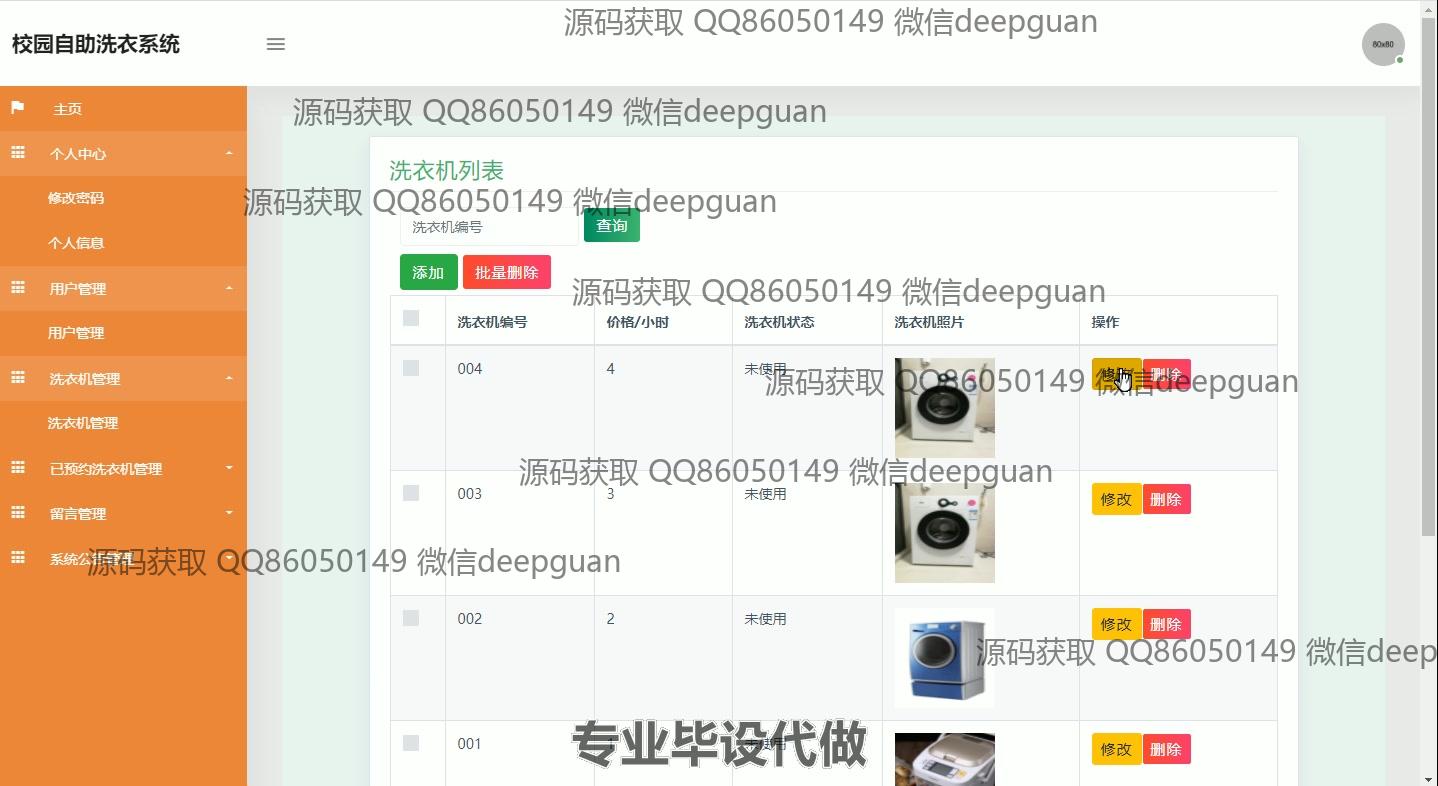 源码获取 QQ86050149 微信deepguan
校园自助洗衣系统
80x80
主页
源码获取 QQ86050149 微信deepguan
个人中心
洗衣机列表
修改密码
源码获取 QQ86050149 微信deepguan
洗衣机编号 查询
个人信息
添加 批量删除
用户管理
源码获取 QQ86050149 微信deepguan
洗衣机编号 价格/小时 洗衣机状态 洗衣机照片 操作
用户管理
004 4 未使用 修改 删除
洗衣机管理
源码获取 QQ86050149 微信deepguan
洗衣机管理
已预约洗衣机管理
源码获取 QQ86050149 微信deepguan
003 3 未使用 修改 删除
留言管理
系统公告管理
源码获取 QQ86050149 微信deepguan
002 2 未使用 修改 删除
源码获取 QQ86050149 微信deep
001 1 未使用 修改 删除
专业毕设代做